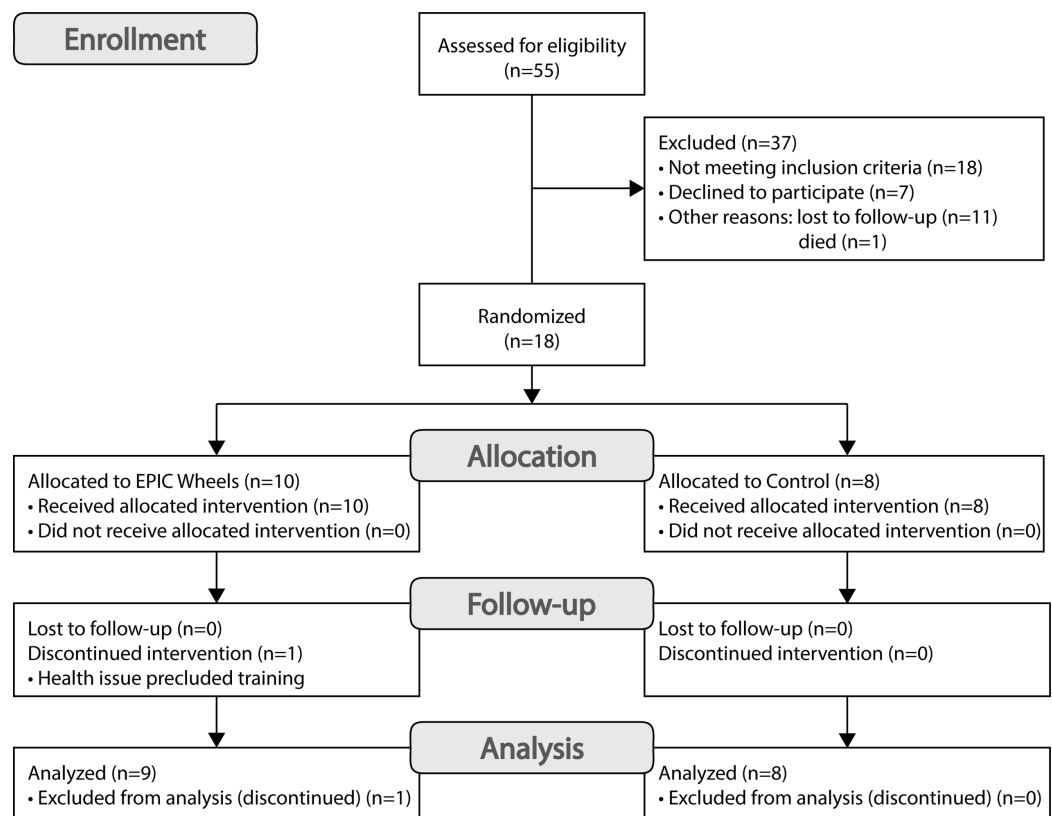 Enrollment
Assessed for eligibility
(n=55)
Excluded (n=37)
• Not meeting inclusion criteria (n=18)
• Declined to participate (n=7)
• Other reasons: lost to follow-up (n=11)
died (n=1)
Randomized
(n=18)
Allocation
Allocated to EPIC Wheels (n=10)
• Received allocated intervention (n=10)
• Did not receive allocated intervention (n=0)
Allocated to Control (n=8)
• Received allocated intervention (n=8)
• Did not receive allocated intervention (n=0)
Follow-up
Lost to follow-up (n=0)
Discontinued intervention (n=1)
• Health issue precluded training
Lost to follow-up (n=0)
Discontinued intervention (n=0)
Analysis
Analyzed (n=9)
• Excluded from analysis (discontinued) (n=1)
Analyzed (n=8)
• Excluded from analysis (discontinued) (n=0)